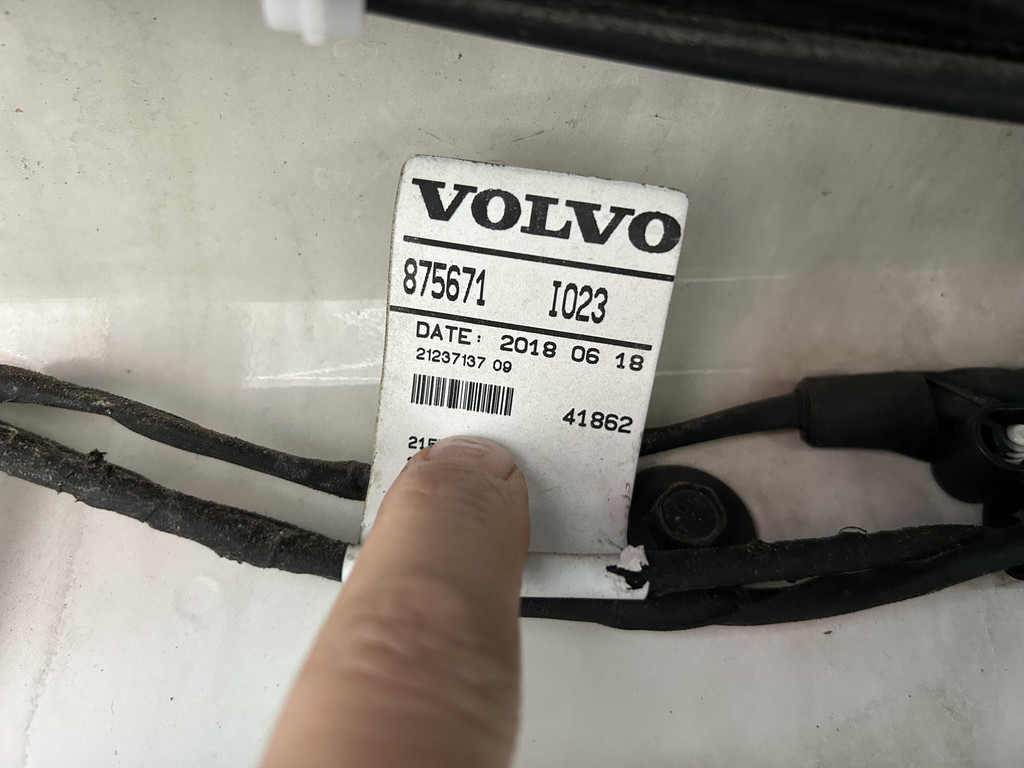 VOLVO
875671 I023
DATE: 2018 06 18
21237137 09
41862